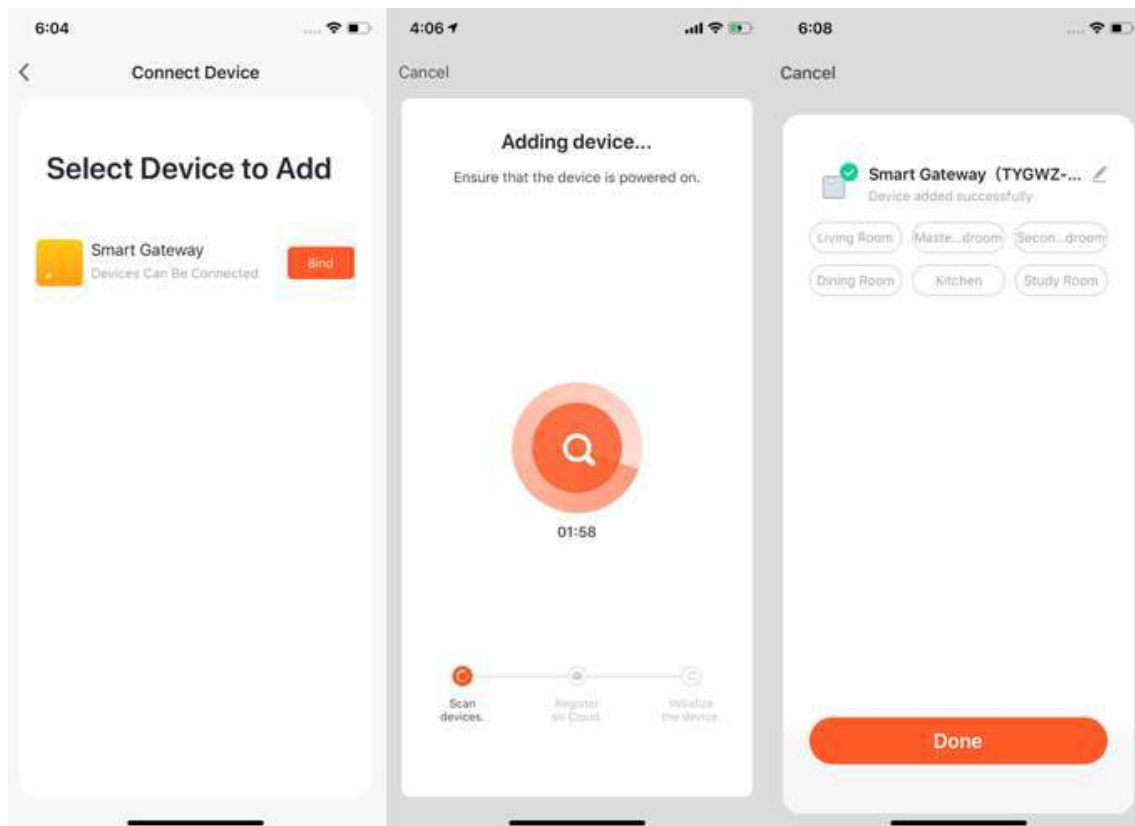 6:04
Connect Device
Select Device to Add
Smart Gateway
Devices Can Be Connected
Bind
4:06
Cancel
Adding device...
Ensure that the device is powered on.
01:58
Scan
devices.
Register
on Cloud.
Initialize
the device.
6:08
Cancel
Smart Gateway（TYGWZ-...
Device added successfully
Living Room
Maste...droom
Secon...droom
Dining Room
Kitchen
Study Room
Done